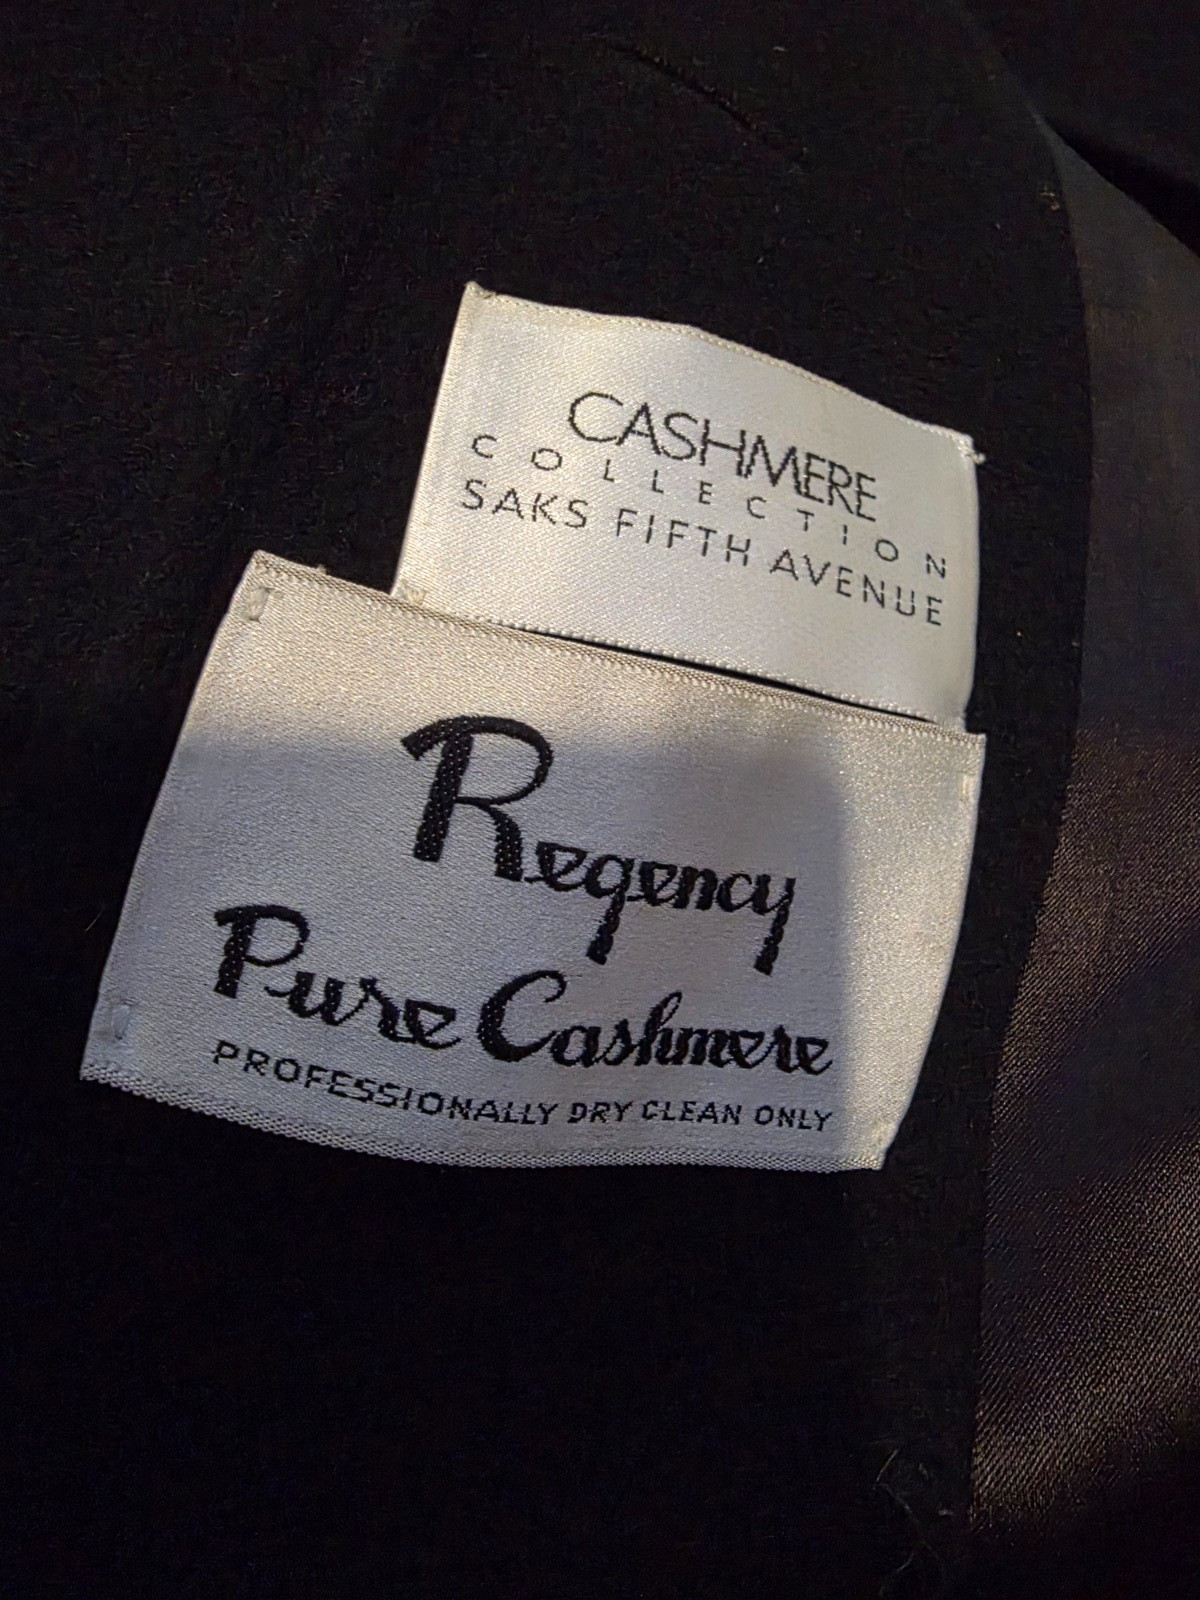 CASHMERE
COLLECTION
SAKS FIFTH AVENUE
Regency
Pure Cashmere
PROFESSIONALLY DRY CLEAN ONLY